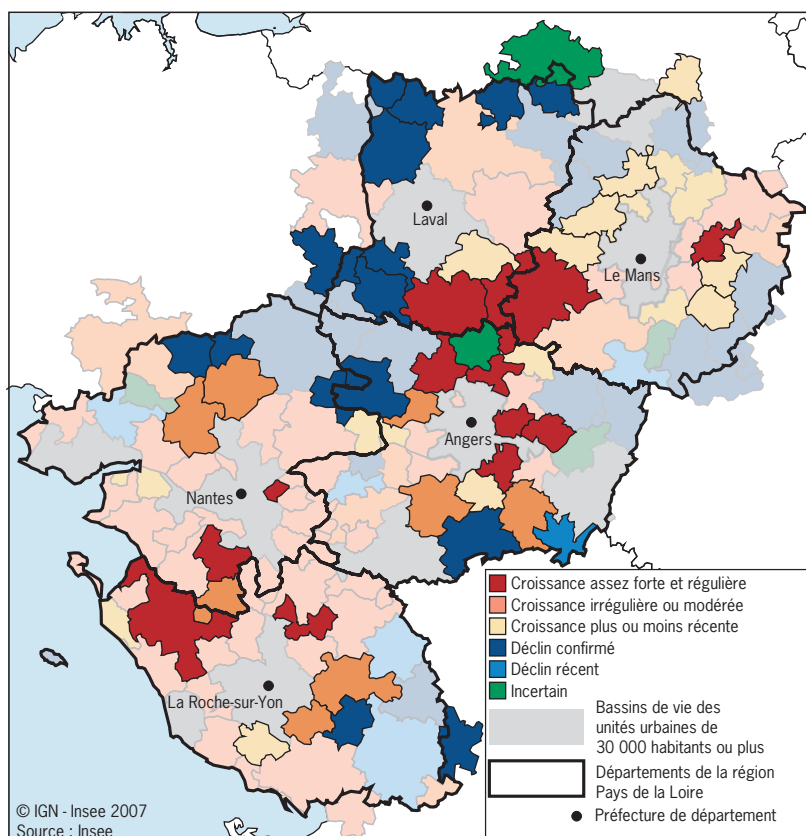 Laval
Le Mans
Angers
Nantes
La Roche-sur-Yon
Croissance assez forte et régulière
Croissance irrégulière ou modérée
Croissance plus ou moins récente
Déclin confirmé
Déclin récent
Incertain
Bassins de vie des
unités urbaines de
30 000 habitants ou plus
Départements de la région
Pays de la Loire
Préfecture de département
© IGN - Insee 2007
Source : Insee